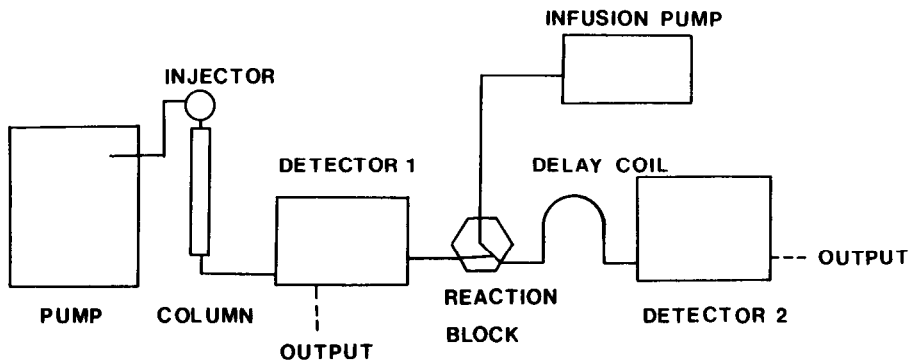 INFUSION PUMP
INJECTOR
DETECTOR 1
DELAY COIL
OUTPUT
REACTION
BLOCK
PUMP
COLUMN
DETECTOR 2
OUTPUT